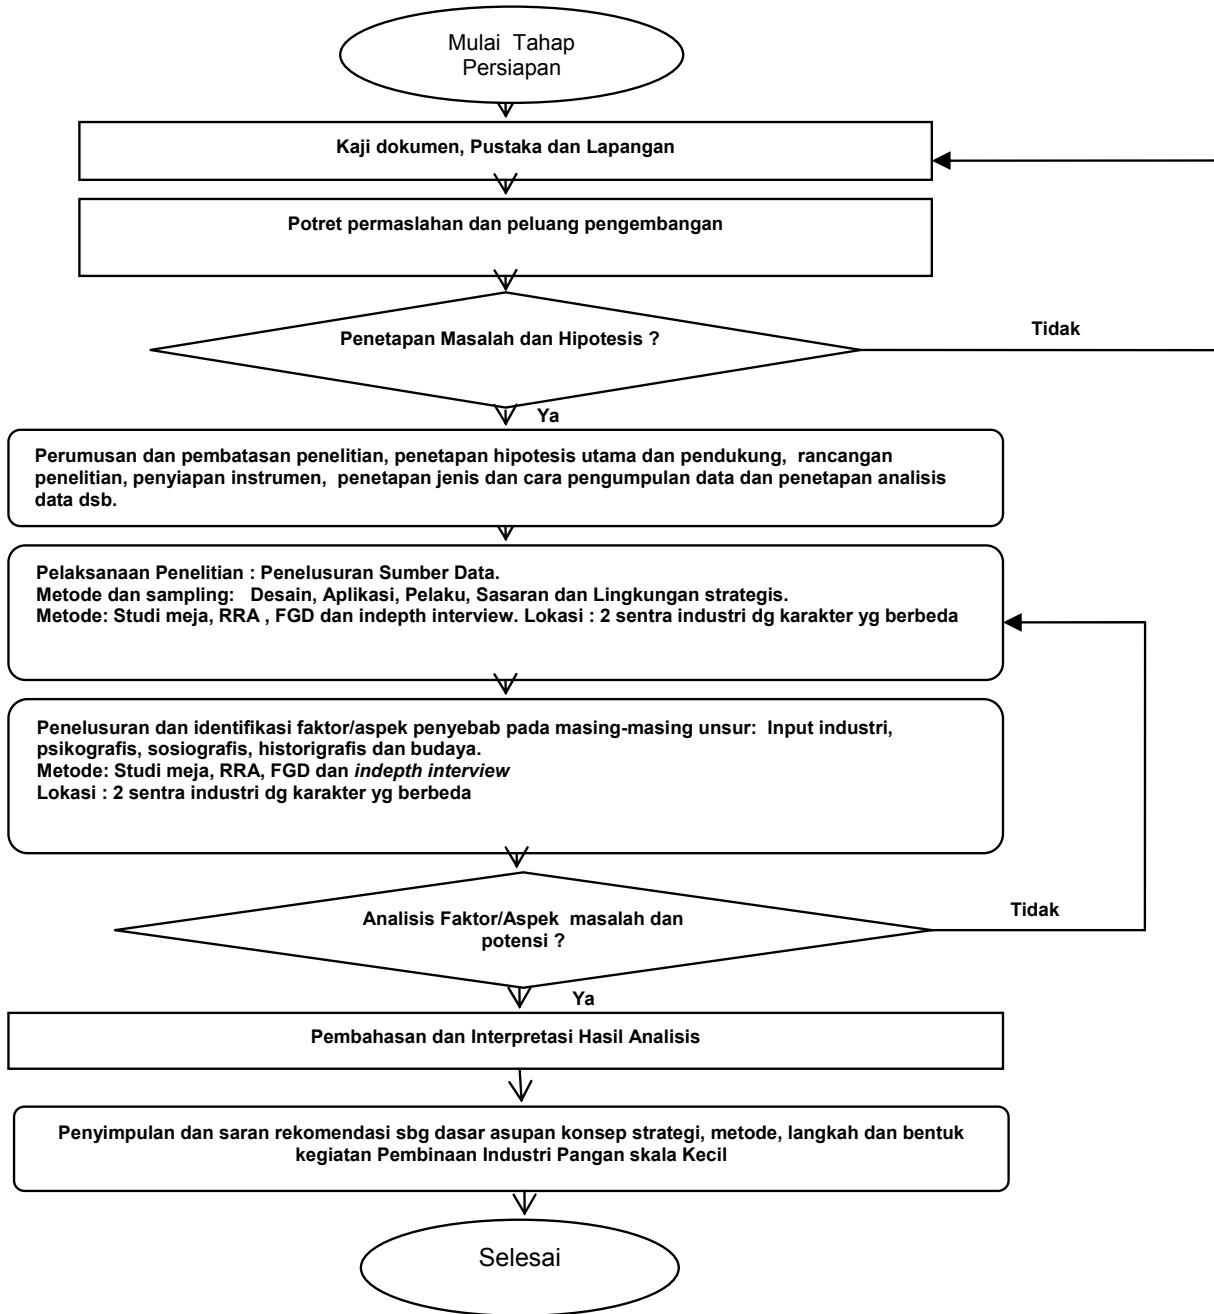 Mulai Tahap
Persiapan
Kaji dokumen, Pustaka dan Lapangan
Potret permaslahan dan peluang pengembangan
Penetapan Masalah dan Hipotesis ?
Tidak
Ya
Perumusan dan pembatasan penelitian, penetapan hipotesis utama dan pendukung, rancangan
penelitian, penyiapan instrumen, penetapan jenis dan cara pengumpulan data dan penetapan analisis
data dsb.
Pelaksanaan Penelitian : Penelusuran Sumber Data.
Metode dan sampling: Desain, Aplikasi, Pelaku, Sasaran dan Lingkungan strategis.
Metode: Studi meja, RRA , FGD dan indepth interview. Lokasi : 2 sentra industri dg karakter yg berbeda
Penelusuran dan identifikasi faktor/aspek penyebab pada masing-masing unsur: Input industri,
psikografis, sosiografis, historigrafis dan budaya.
Metode: Studi meja, RRA, FGD dan indepth interview
Lokasi : 2 sentra industri dg karakter yg berbeda
Analisis Faktor/Aspek masalah dan
potensi ?
Tidak
Ya
Pembahasan dan Interpretasi Hasil Analisis
Penyimpulan dan saran rekomendasi sbg dasar asupan konsep strategi, metode, langkah dan bentuk
kegiatan Pembinaan Industri Pangan skala Kecil
Selesai